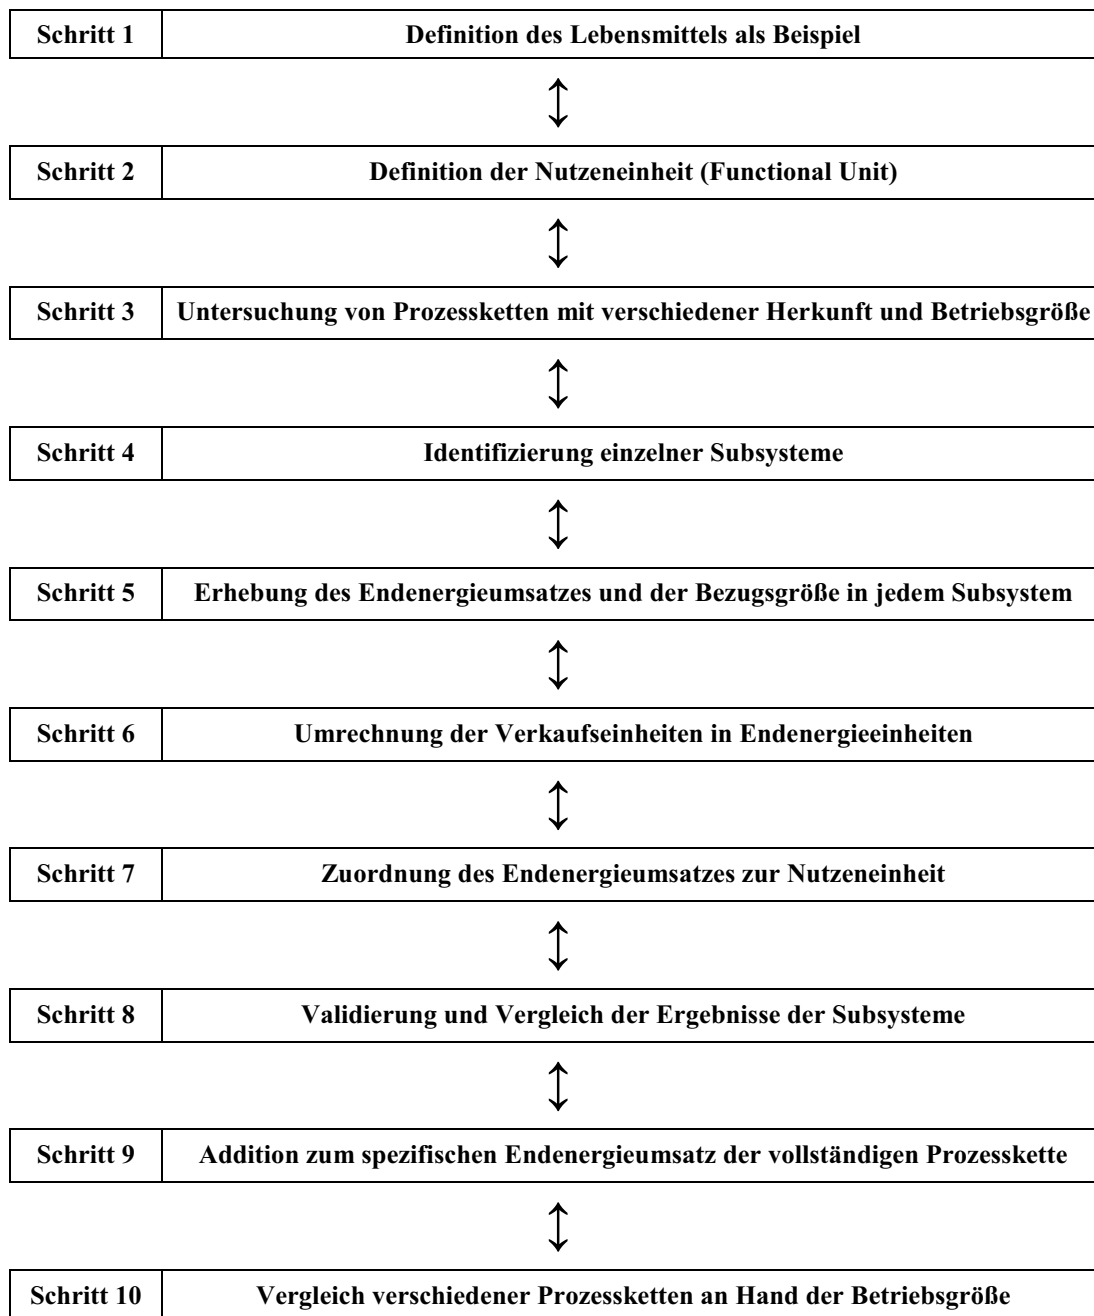 Schritt 1 Definition des Lebensmittels als Beispiel
Schritt 2 Definition der Nutzeneinheit (Functional Unit)
Schritt 3 Untersuchung von Prozessketten mit verschiedener Herkunft und Betriebsgröße
Schritt 4 Identifizierung einzelner Subsysteme
Schritt 5 Erhebung des Endenergieumsatzes und der Bezugsgröße in jedem Subsystem
Schritt 6 Umrechnung der Verkaufseinheiten in Endenergieeinheiten
Schritt 7 Zuordnung des Endenergieumsatzes zur Nutzeneinheit
Schritt 8 Validierung und Vergleich der Ergebnisse der Subsysteme
Schritt 9 Addition zum spezifischen Endenergieumsatz der vollständigen Prozesskette
Schritt 10 Vergleich verschiedener Prozessketten an Hand der Betriebsgröße